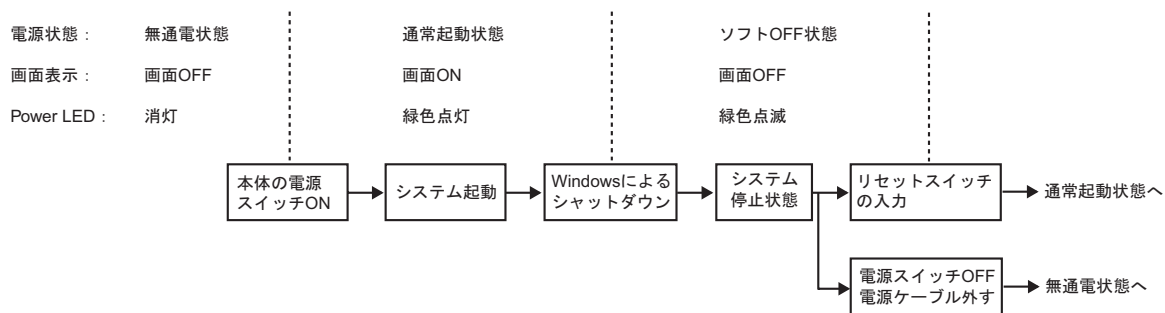 電源状態： 無通電状態 通常起動状態 ソフトOFF状態
画面表示： 画面OFF 画面ON 画面OFF
Power LED： 消灯 緑色点灯 緑色点滅
本体の電源
スイッチON
システム起動
Windowsによる
シャットダウン
システム
停止状態
リセットスイッチ
の入力
通常起動状態へ
電源スイッチOFF
電源ケーブル外す
無通電状態へ